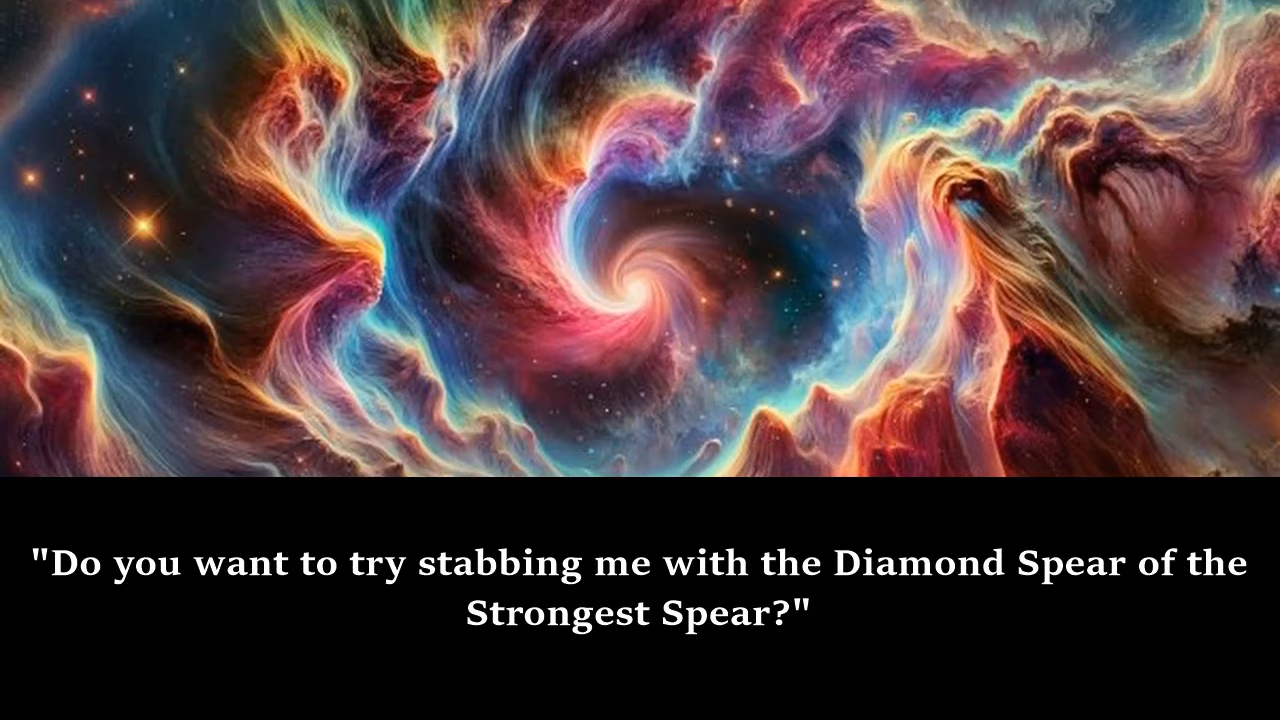 "Do you want to try stabbing me with the Diamond Spear of the
Strongest Spear?"